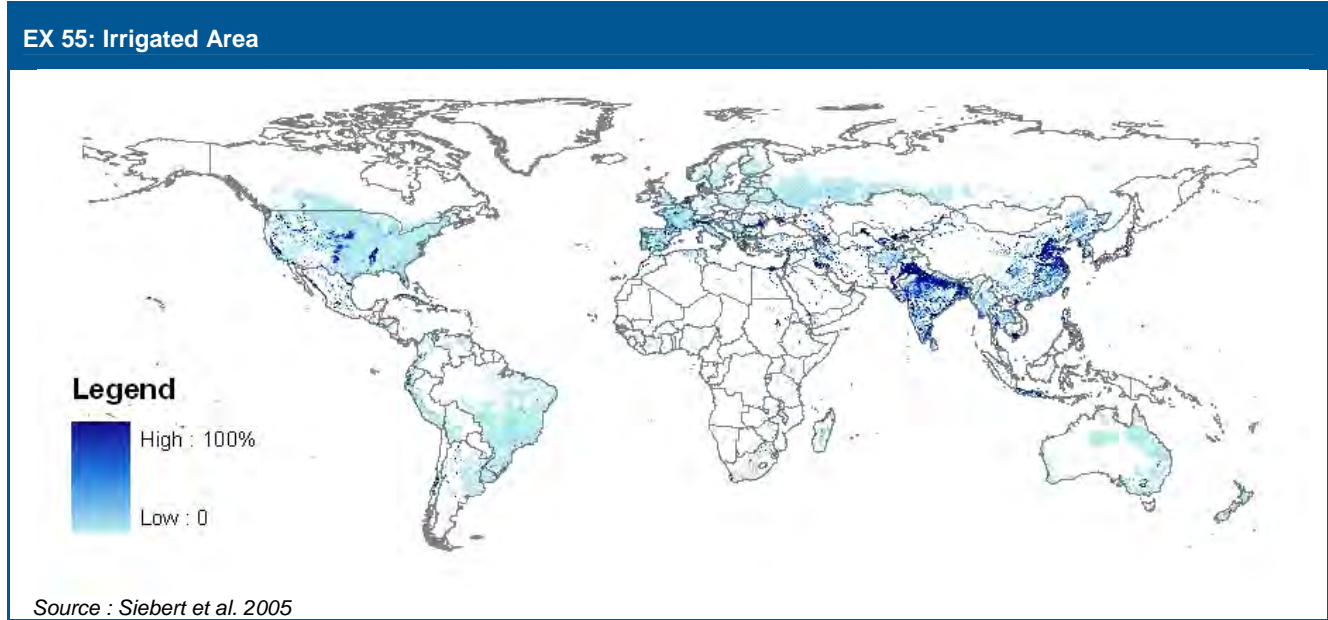 EX 55: Irrigated Area
Legend
High : 100%
Low : 0
Source : Siebert et al. 2005